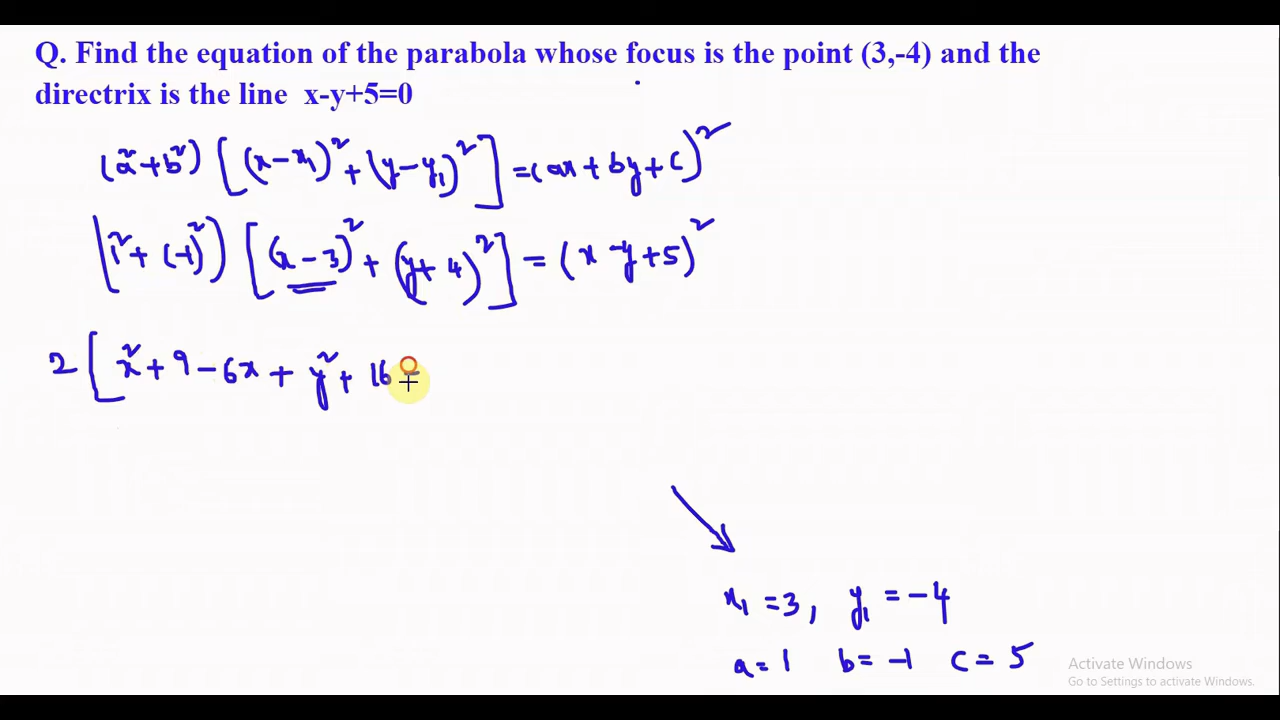 Q. Find the equation of the parabola whose focus is the point (3,-4) and the
directrix is the line x-y+5=0
(a²+b²) [(x-x₁)²+(y-y₁)²] =(ax+by+c)²
(1²+(-1)²) [(x-3)²+(y+4)²] = (x-y+5)²
2 [x²+9-6x+y²+16
x₁=3, y₁=-4
a=1 b=-1 c=5
Activate Windows
Go to Settings to activate Windows.